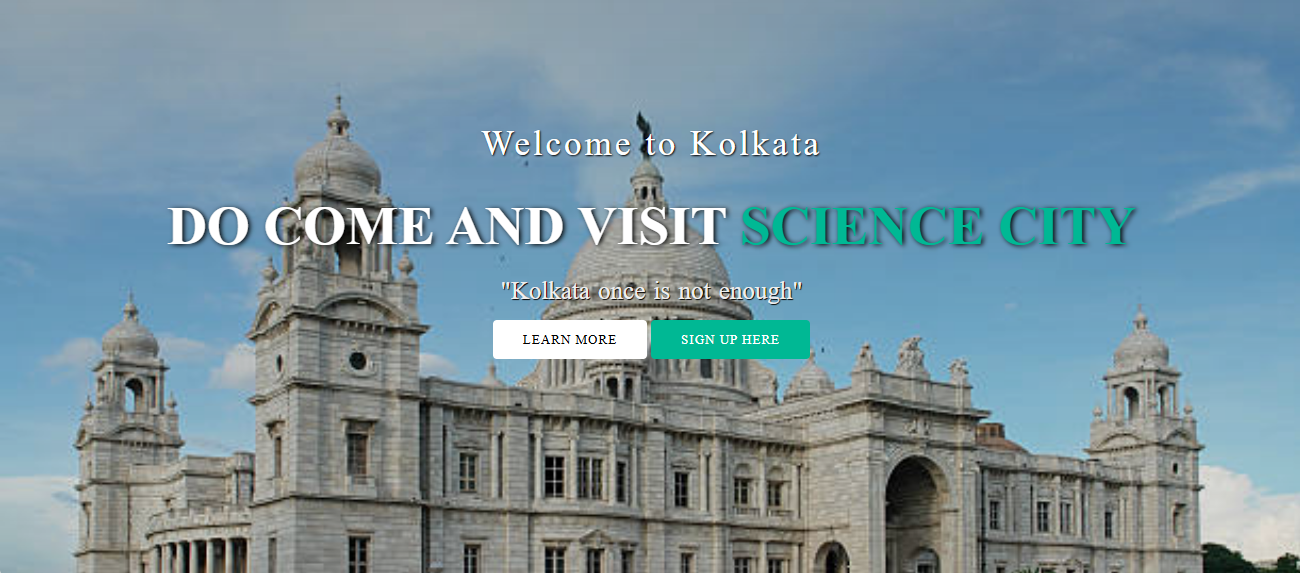 Welcome to Kolkata
DO COME AND VISIT SCIENCE CITY
"Kolkata once is not enough"
LEARN MORE SIGN UP HERE